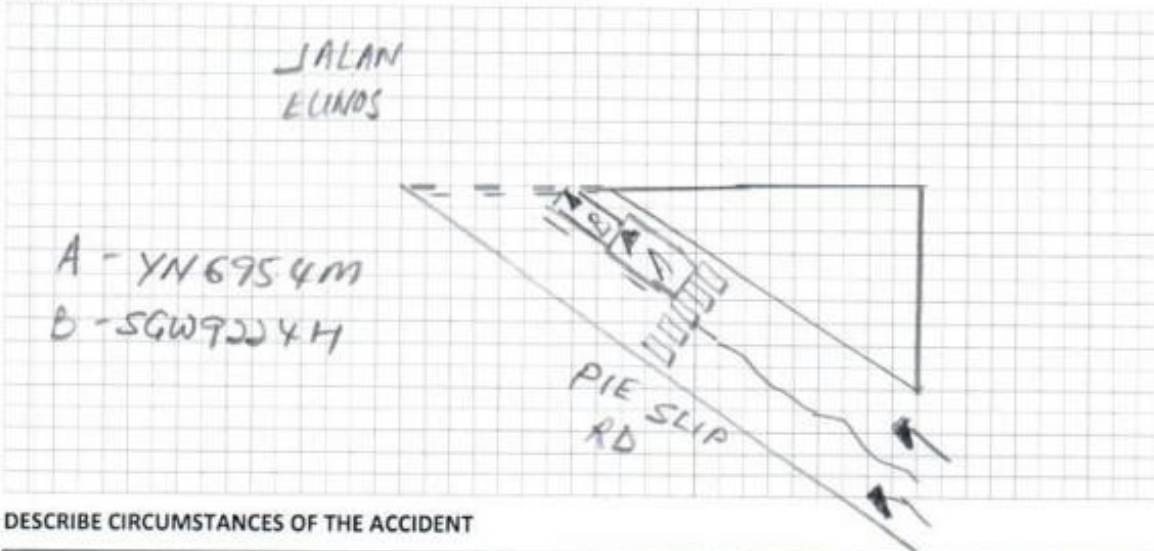 JALAN
EUNOS
A - YN6954M
B - SGW9224H
B
A
PIE SLIP
RD
DESCRIBE CIRCUMSTANCES OF THE ACCIDENT